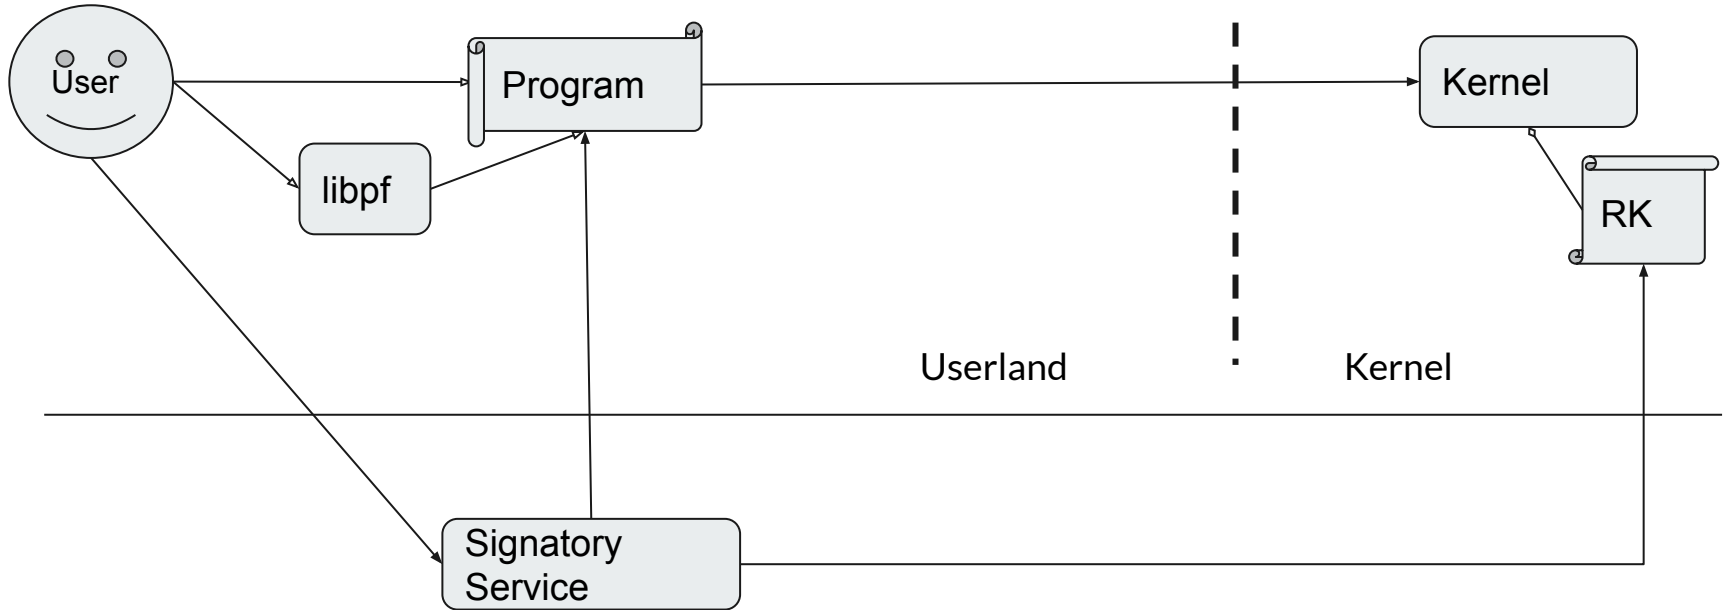 User
Program
Kernel
libpf
RK
Userland
Kernel
Signatory
Service